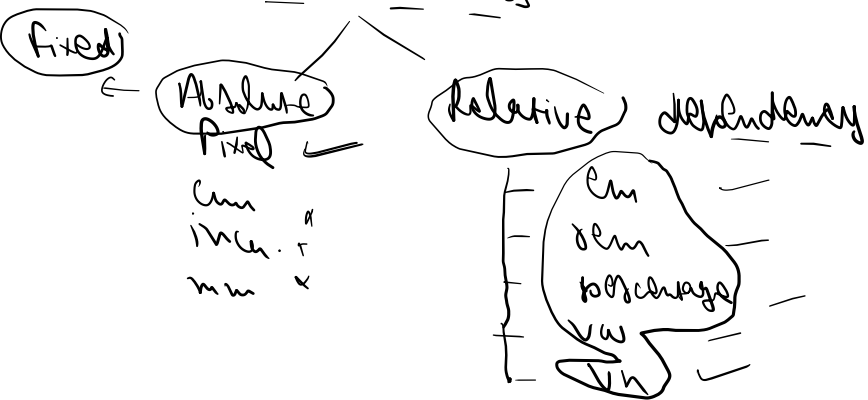 Fixed
Absolute
Relative dependency
Pixel
cm
inch.
mm
em
rem
percentage
vw
vh